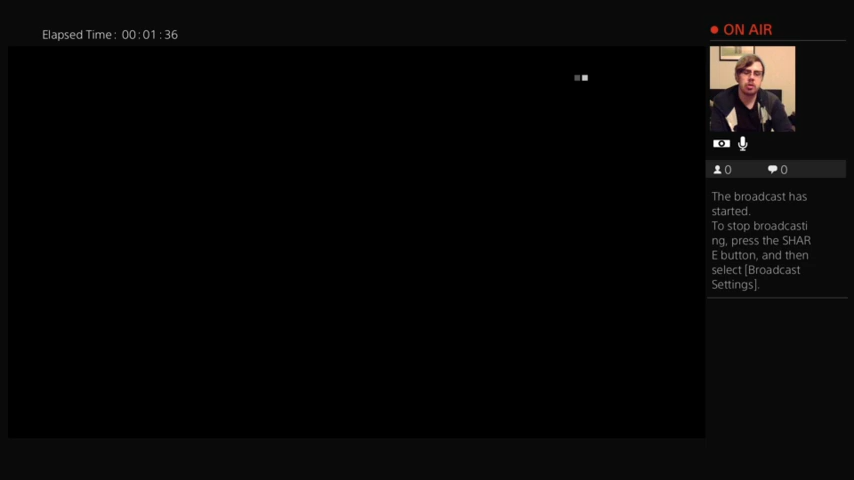 Elapsed Time: 00:01:36
ON AIR
0 0
The broadcast has
started.
To stop broadcasti
ng, press the SHAR
E button, and then
select [Broadcast
Settings].